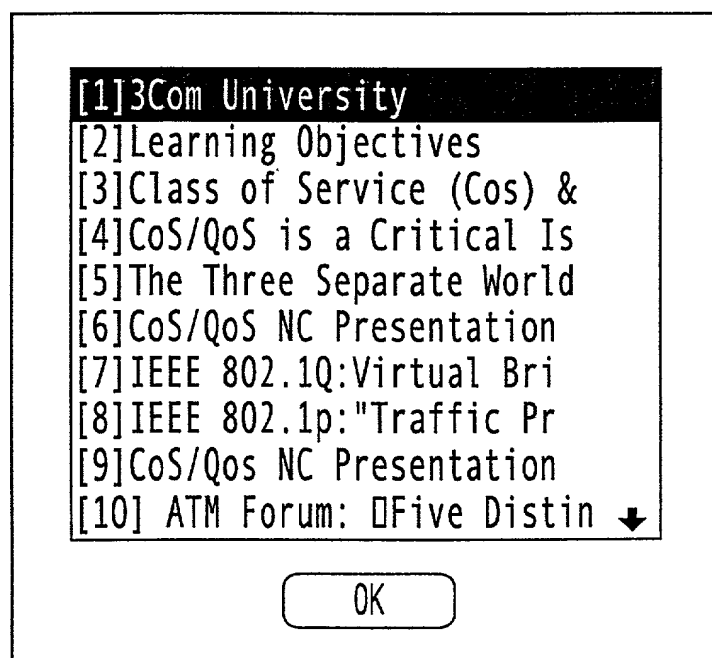 [1]3Com University
[2]Learning Objectives
[3]Class of Service (Cos) &
[4]CoS/QoS is a Critical Is
[5]The Three Separate World
[6]CoS/QoS NC Presentation
[7]IEEE 802.1Q:Virtual Bri
[8]IEEE 802.1p:"Traffic Pr
[9]CoS/Qos NC Presentation
[10] ATM Forum: ▯Five Distin
OK